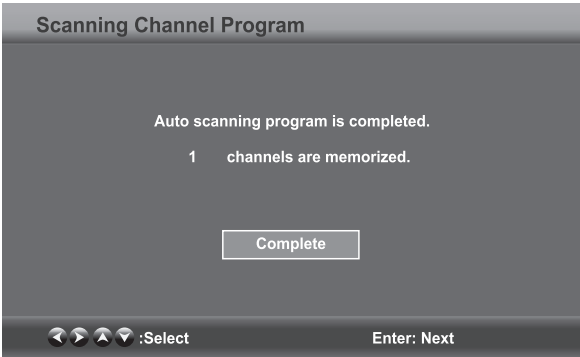 Scanning Channel Program
Auto scanning program is completed.
1 channels are memorized.
Complete
:Select Enter: Next